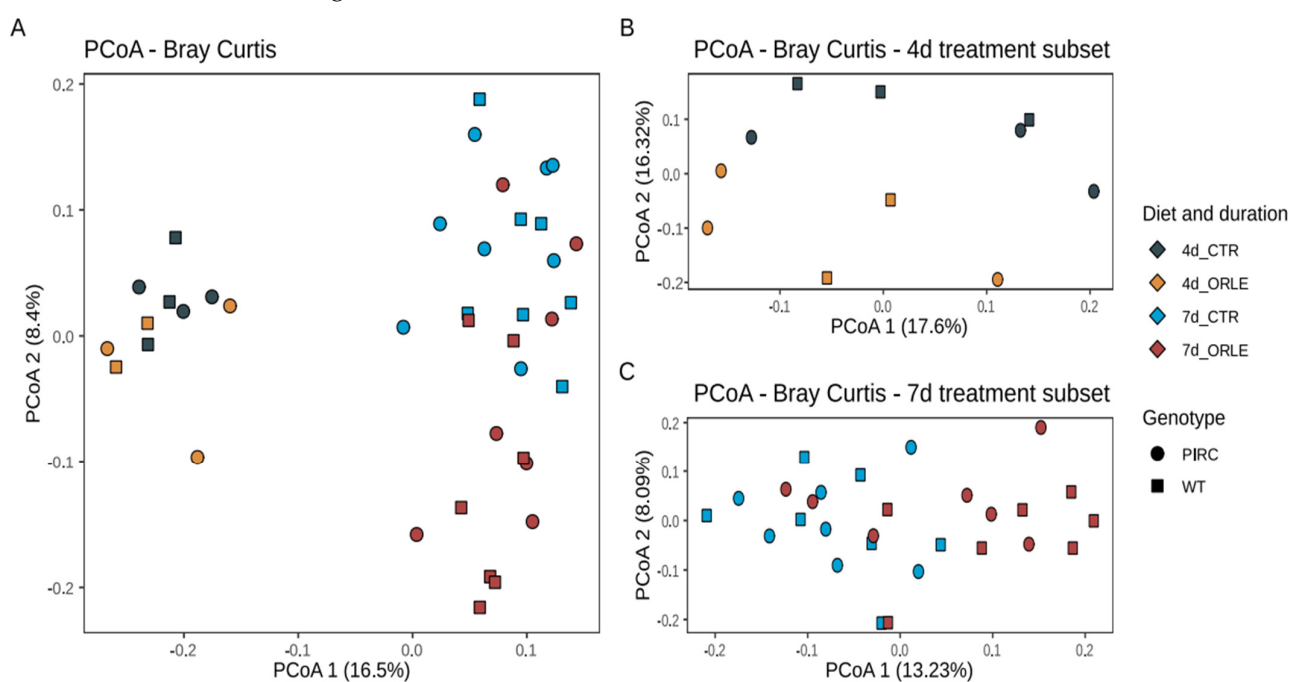 A
PCoA - Bray Curtis
0.2
0.1
0.0
-0.1
-0.2
PCoA 2 (8.4%)
-0.2
-0.1
0.0
0.1
PCoA 1 (16.5%)
B
PCoA - Bray Curtis - 4d treatment subset
0.1
0.0
-0.1
-0.2
PCoA 2 (16.32%)
-0.1
0.0
0.1
0.2
PCoA 1 (17.6%)
C
PCoA - Bray Curtis - 7d treatment subset
0.2
0.1
0.0
-0.1
-0.2
PCoA 2 (8.09%)
-0.2
-0.1
0.0
0.1
0.2
PCoA 1 (13.23%)
Diet and duration
4d_CTR
4d_ORLE
7d_CTR
7d_ORLE
Genotype
PIRC
WT